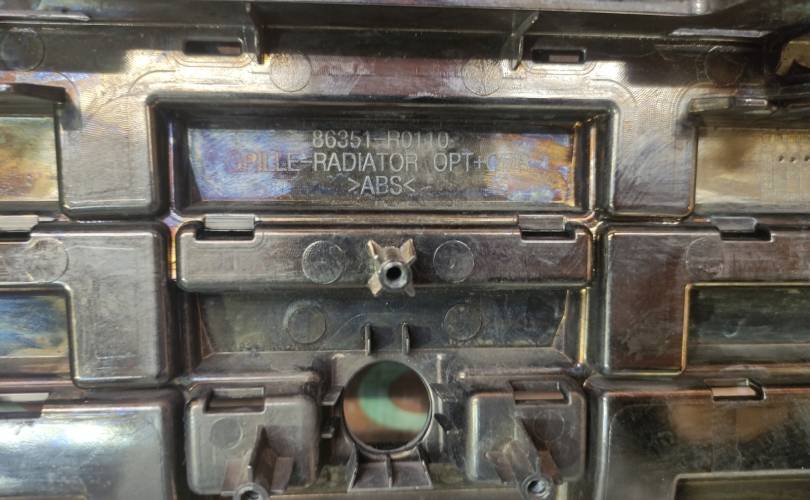 86351-R0110
GRILLE-RADIATOR OPT+
>ABS<